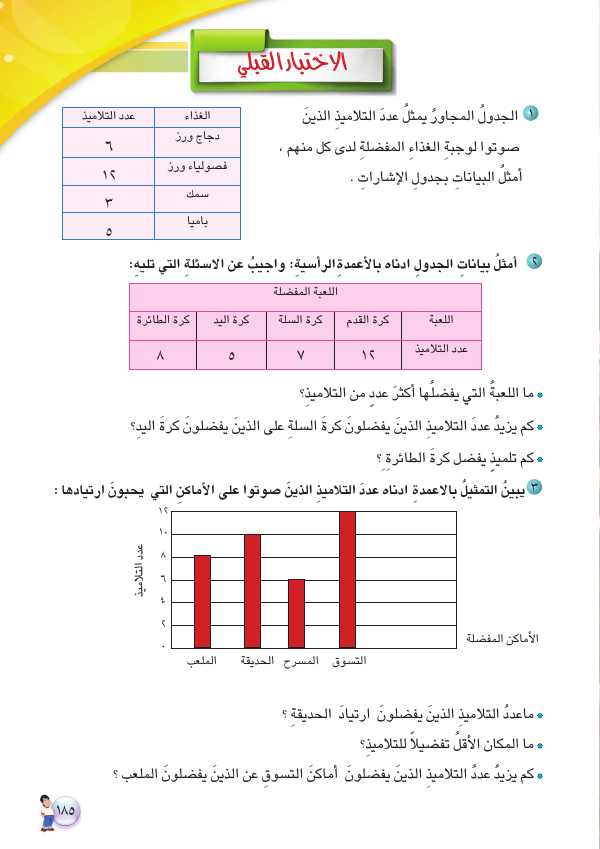 الاختبار القبلي
١ الجدولُ المجاورُ يمثلُ عددَ التلاميذِ الذينَ
صوتوا لوجبةِ الغذاءِ المفضلةِ لدى كل منهم ،
أمثلُ البياناتِ بجدولِ الإشاراتِ .
الغذاء عدد التلاميذ
دجاج ورز ٦
فصولياء ورز ١٢
سمك ٣
باميا ٥
٢ أمثلُ بياناتِ الجدولِ ادناه بالأعمدةِ الرأسيةِ: واجيبُ عن الاسئلةِ التي تليهِ:
اللعبة المفضلة
اللعبة كرة القدم كرة السلة كرة اليد كرة الطائرة
عدد التلاميذ ١٢ ٧ ٥ ٨
• ما اللعبةُ التي يفضلُها أكثرَ عددٍ من التلاميذِ؟
• كم يزيدُ عددَ التلاميذِ الذينَ يفضلونَ كرةَ السلةِ على الذينَ يفضلونَ كرةَ اليدِ؟
• كم تلميذٍ يفضل كرةَ الطائرةِ ؟
٣ يبينُ التمثيلُ بالاعمدةِ ادناه عددَ التلاميذِ الذينَ صوتوا على الأماكنِ التي يحبونَ ارتيادها :
عدد التلاميذ
١٢
١٠
٨
٦
٤
٢
٠
الأماكن المفضلة
التسوق المسرح الحديقة الملعب
• ماعددُ التلاميذِ الذينَ يفضلونَ ارتيادَ الحديقةِ ؟
• ما المكان الأقلُ تفضيلاً للتلاميذِ؟
• كم يزيدُ عددُ التلاميذِ الذينَ يفضلونَ أماكنَ التسوقِ عن الذينَ يفضلونَ الملعب ؟
١٨٥